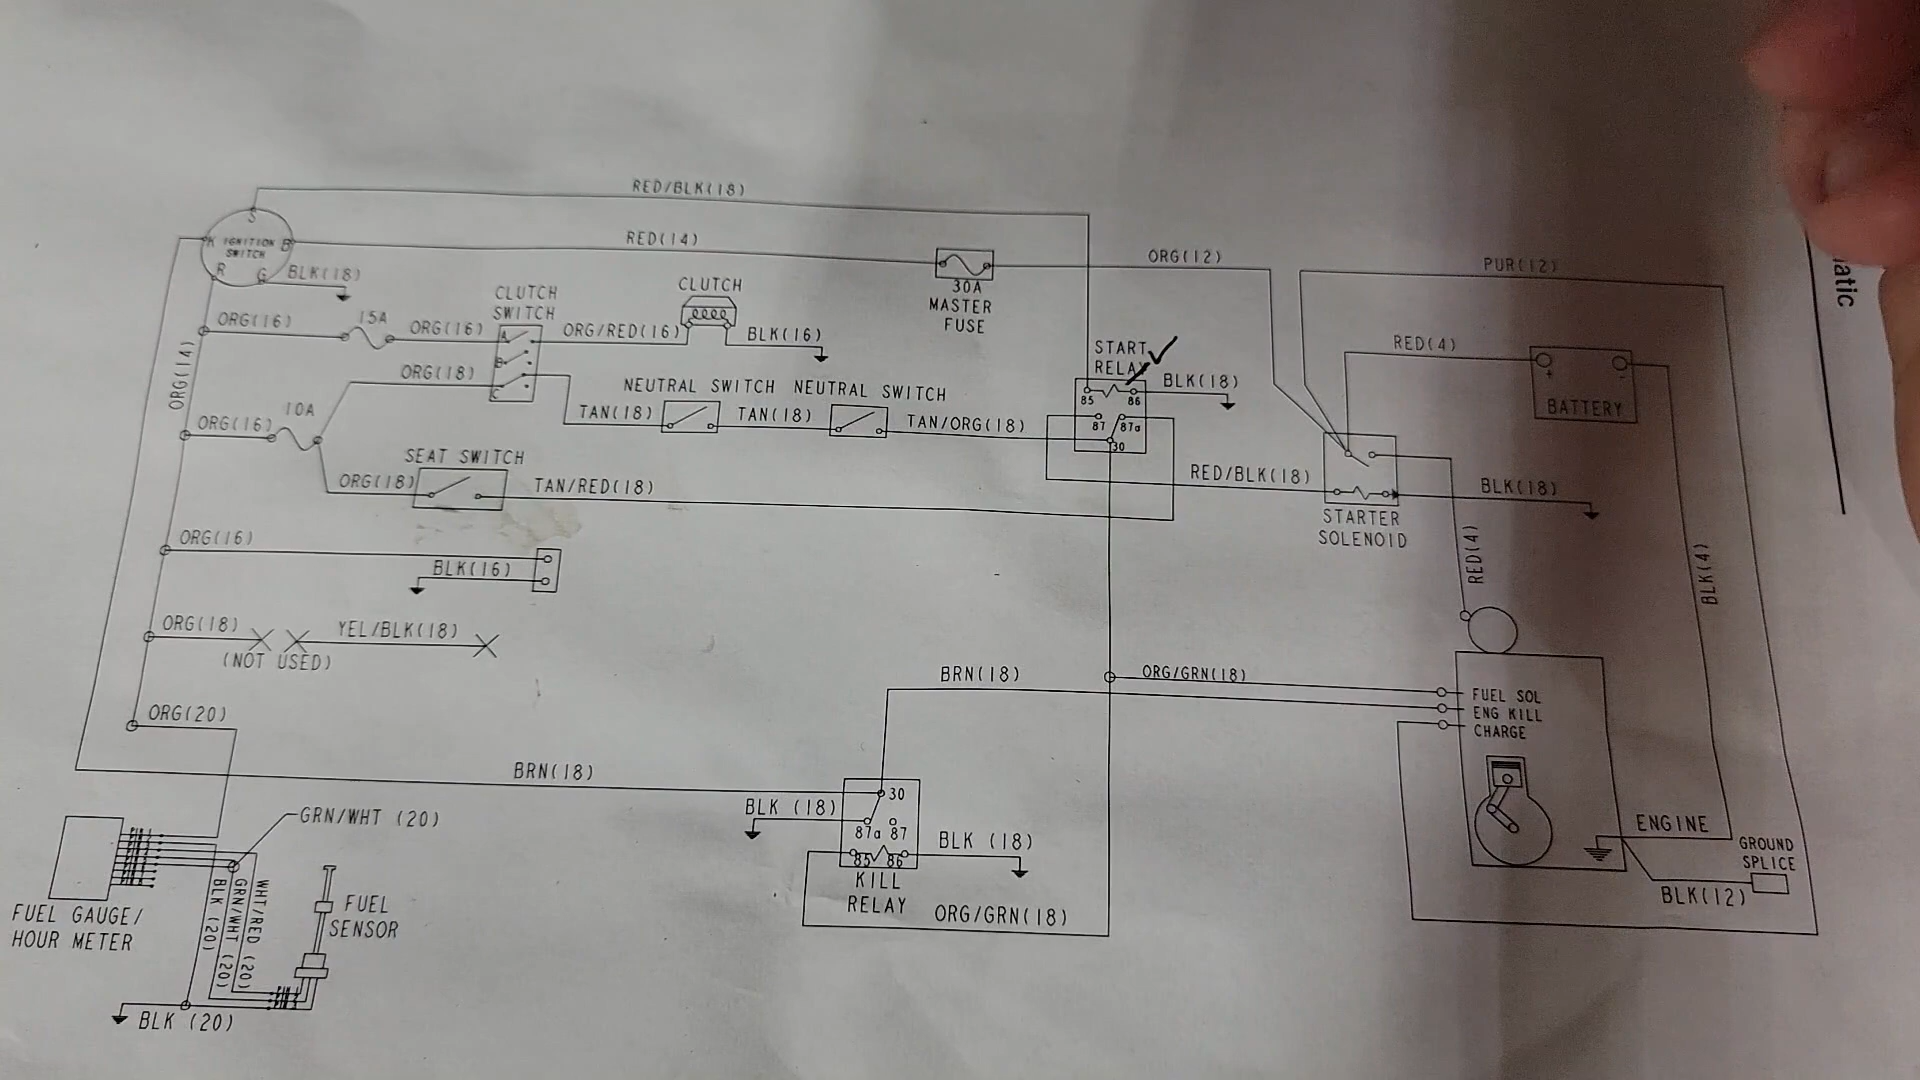 RED/BLK(18)
S
K IGNITION B
SWITCH
R G
BLK(18)
RED(14)
ORG(12)
PUR(12)
atic
30A
MASTER
FUSE
CLUTCH
SWITCH
CLUTCH
ORG(16)
15A
ORG(16)
A
B
C
ORG/RED(16)
BLK(16)
ORG(14)
ORG(18)
START
RELAY
BLK(18)
85 86
87 87a
30
RED(4)
+ -
BATTERY
NEUTRAL SWITCH NEUTRAL SWITCH
TAN(18)
TAN(18)
TAN/ORG(18)
ORG(16)
10A
SEAT SWITCH
ORG(18)
TAN/RED(18)
RED/BLK(18)
BLK(18)
STARTER
SOLENOID
ORG(16)
BLK(16)
RED(4)
BLK(4)
ORG(18)
YEL/BLK(18)
(NOT USED)
BRN(18)
ORG/GRN(18)
FUEL SOL
ENG KILL
CHARGE
ORG(20)
BRN(18)
30
BLK (18)
87a 87
85 86
BLK (18)
KILL
RELAY
ORG/GRN(18)
ENGINE
GROUND
SPLICE
BLK(12)
GRN/WHT (20)
FUEL GAUGE/
HOUR METER
BLK (20)
GRN/WHT (20)
WHT/RED (20)
FUEL
SENSOR
BLK (20)